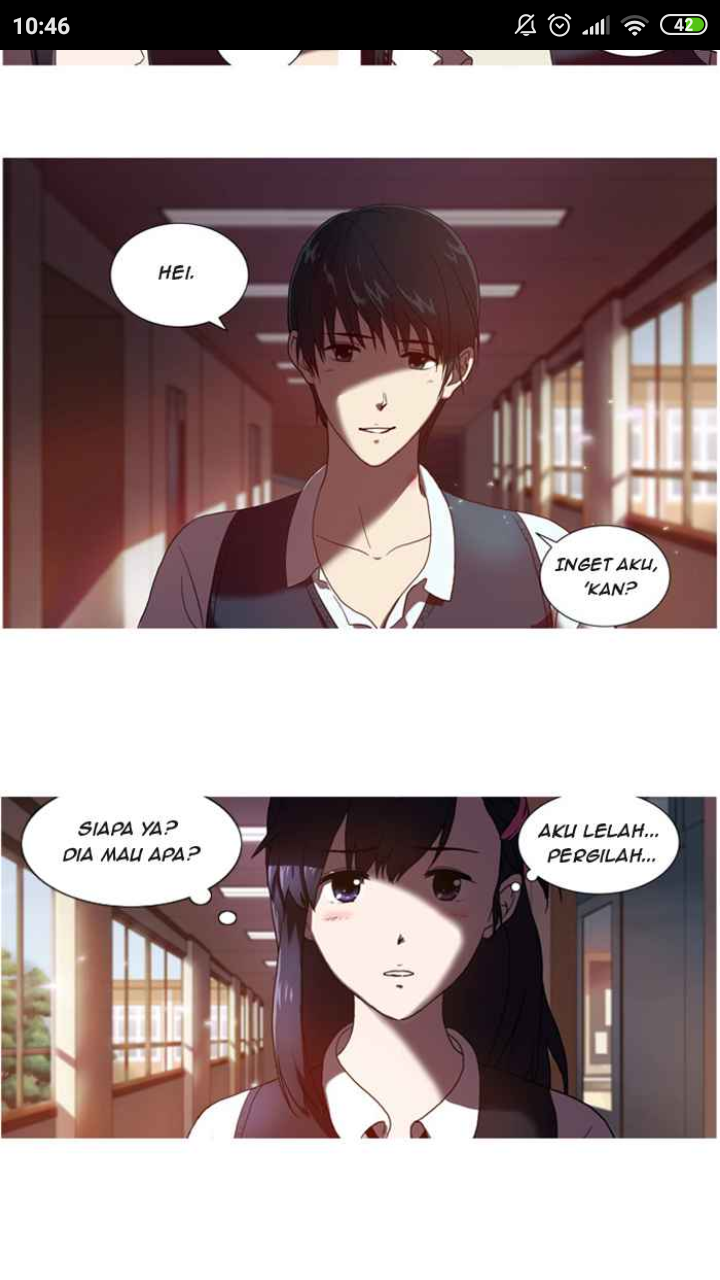 10:46
42
HEI.
INGET AKU,
'KAN?
SIAPA YA?
DIA MAU APA?
AKU LELAH...
PERGILAH...